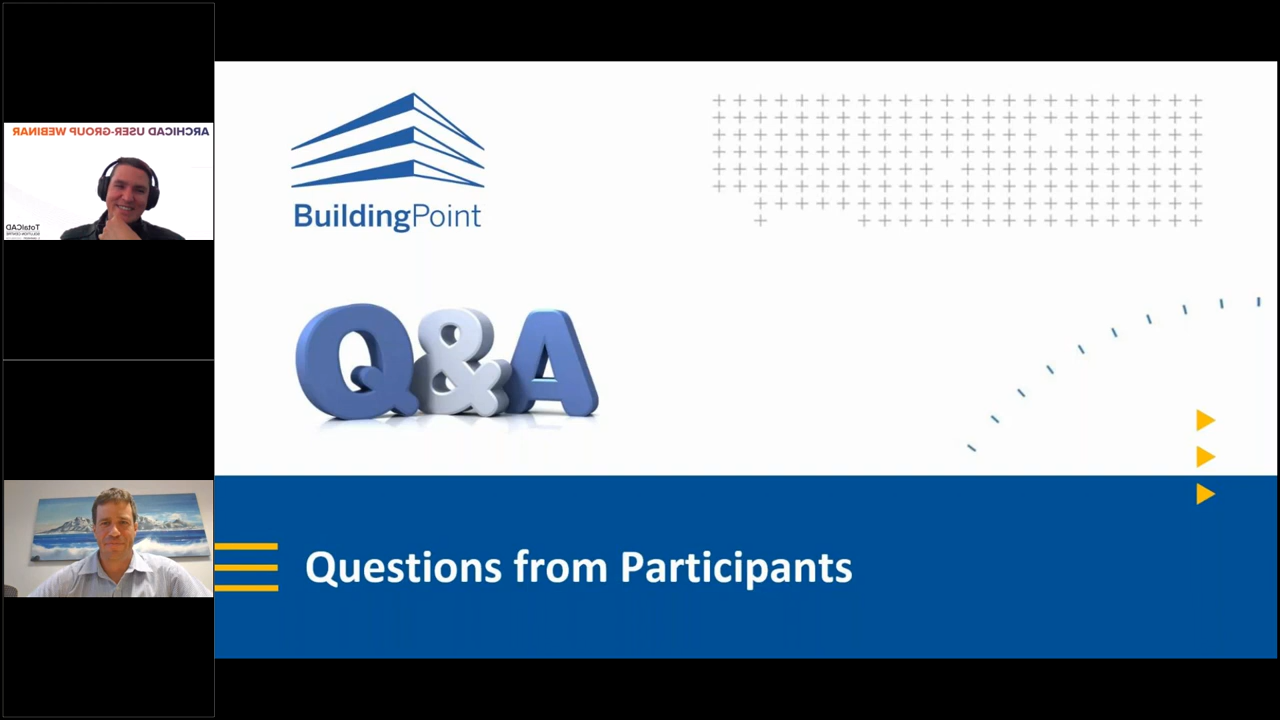 ARCHICAD USER-GROUP WEBINAR
TotalCAD
BuildingPoint
Q&A
Questions from Participants